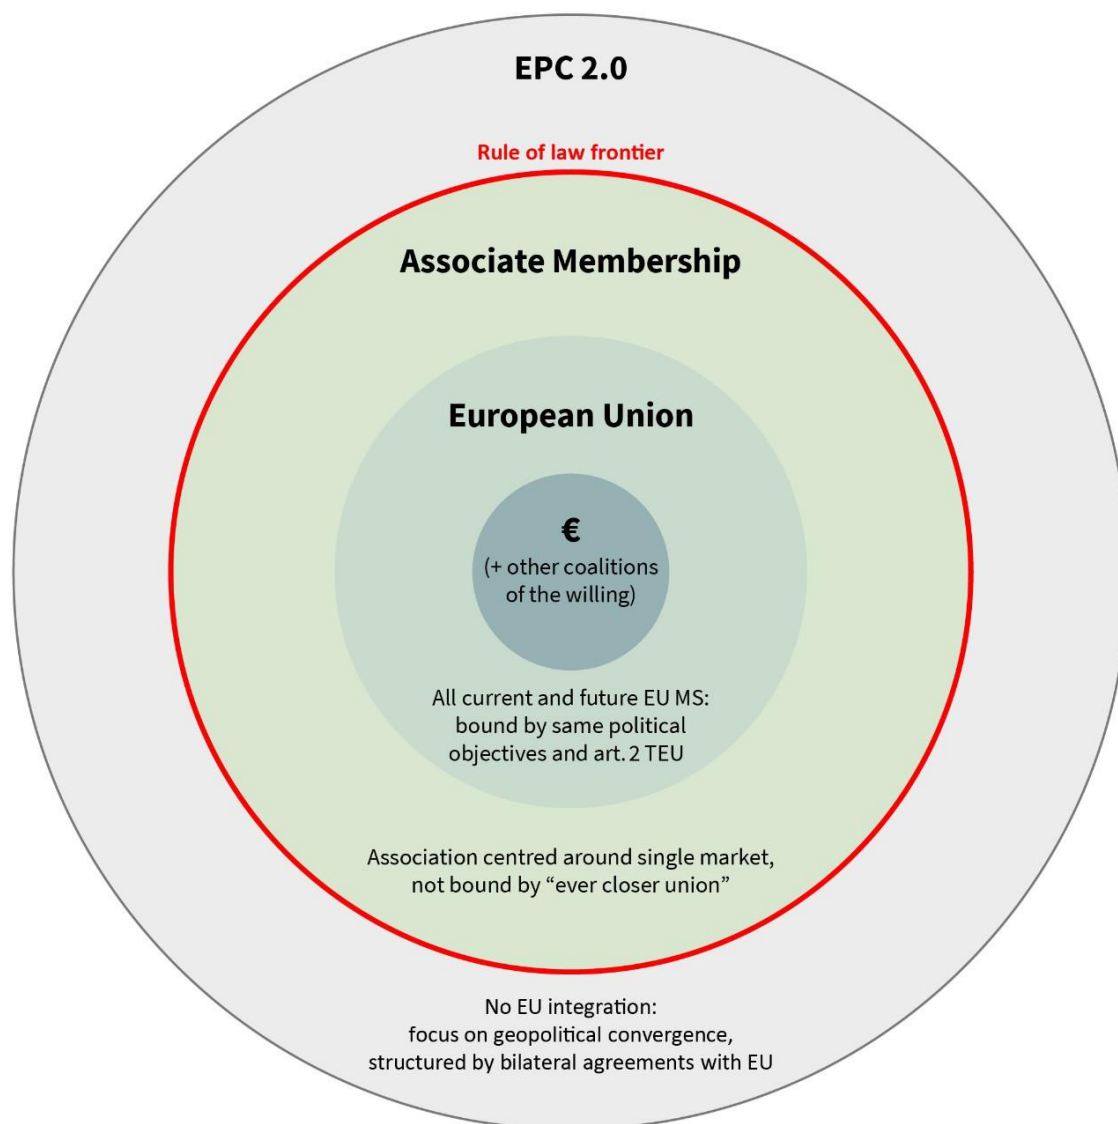 EPC 2.0
Rule of law frontier
Associate Membership
European Union
€
(+ other coalitions
of the willing)
All current and future EU MS:
bound by same political
objectives and art. 2 TEU
Association centred around single market,
not bound by “ever closer union”
No EU integration:
focus on geopolitical convergence,
structured by bilateral agreements with EU